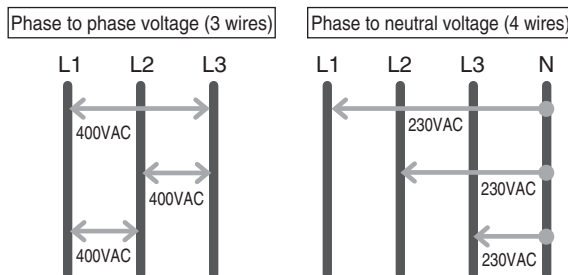 Phase to phase voltage (3 wires)
L1 L2 L3
400VAC
400VAC
400VAC
Phase to neutral voltage (4 wires)
L1 L2 L3 N
230VAC
230VAC
230VAC